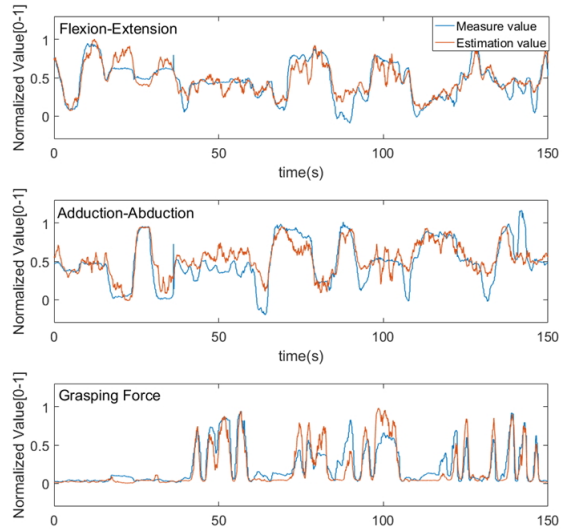 Flexion-Extension
Measure value
Estimation value
Normalized Value[0-1]
1
0.5
0
0 50 100 150
time(s)
Adduction-Abduction
Normalized Value[0-1]
1
0.5
0
0 50 100 150
time(s)
Grasping Force
Normalized Value[0-1]
1
0.5
0
0 50 100 150